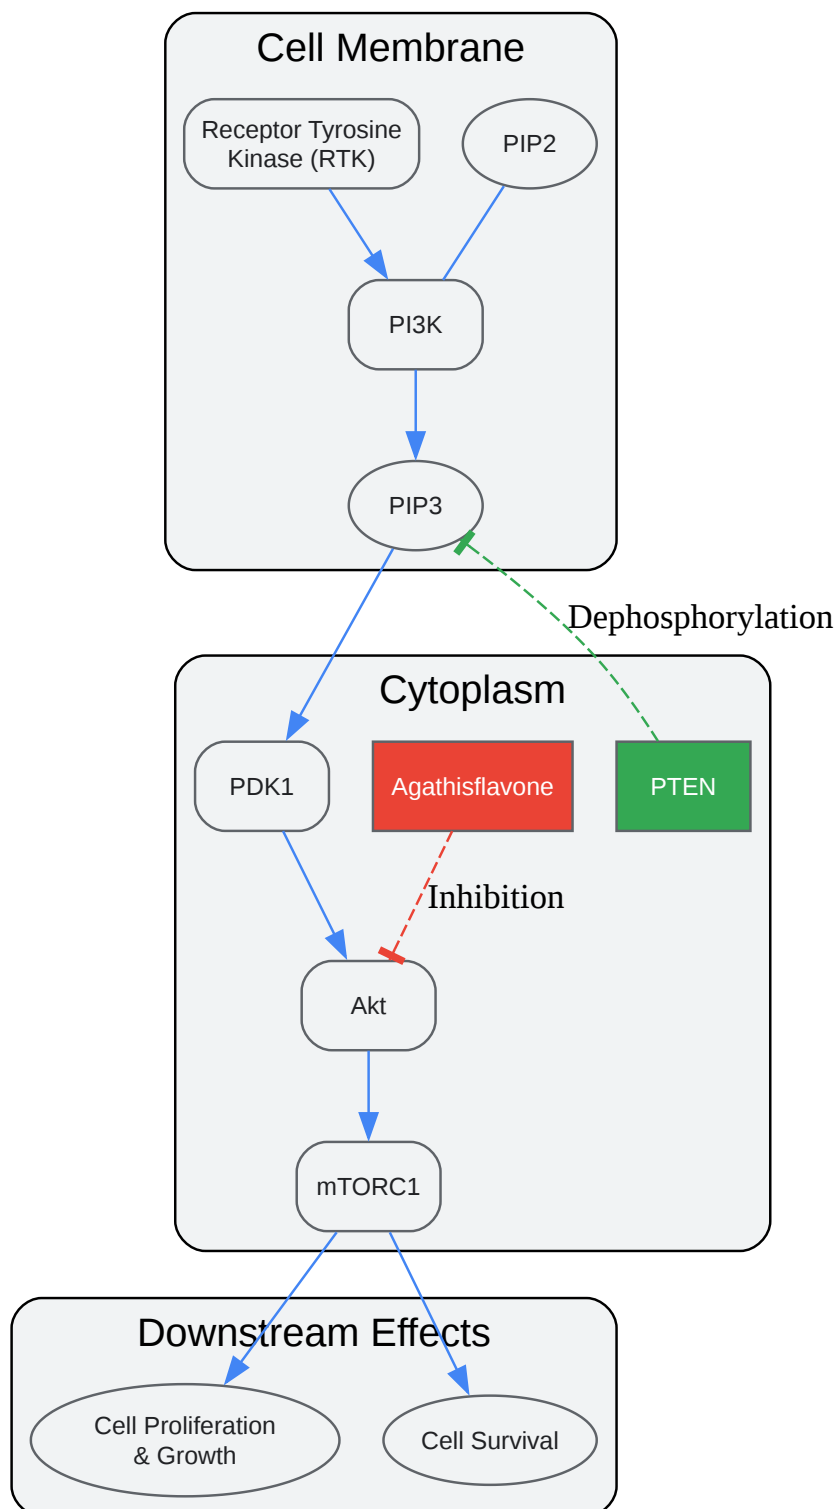 Cell Membrane
Receptor Tyrosine
Kinase (RTK)
PIP2
PI3K
PIP3
Dephosphorylation
Cytoplasm
PDK1
Agathisflavone
PTEN
Inhibition
Akt
mTORC1
Downstream Effects
Cell Proliferation
& Growth
Cell Survival